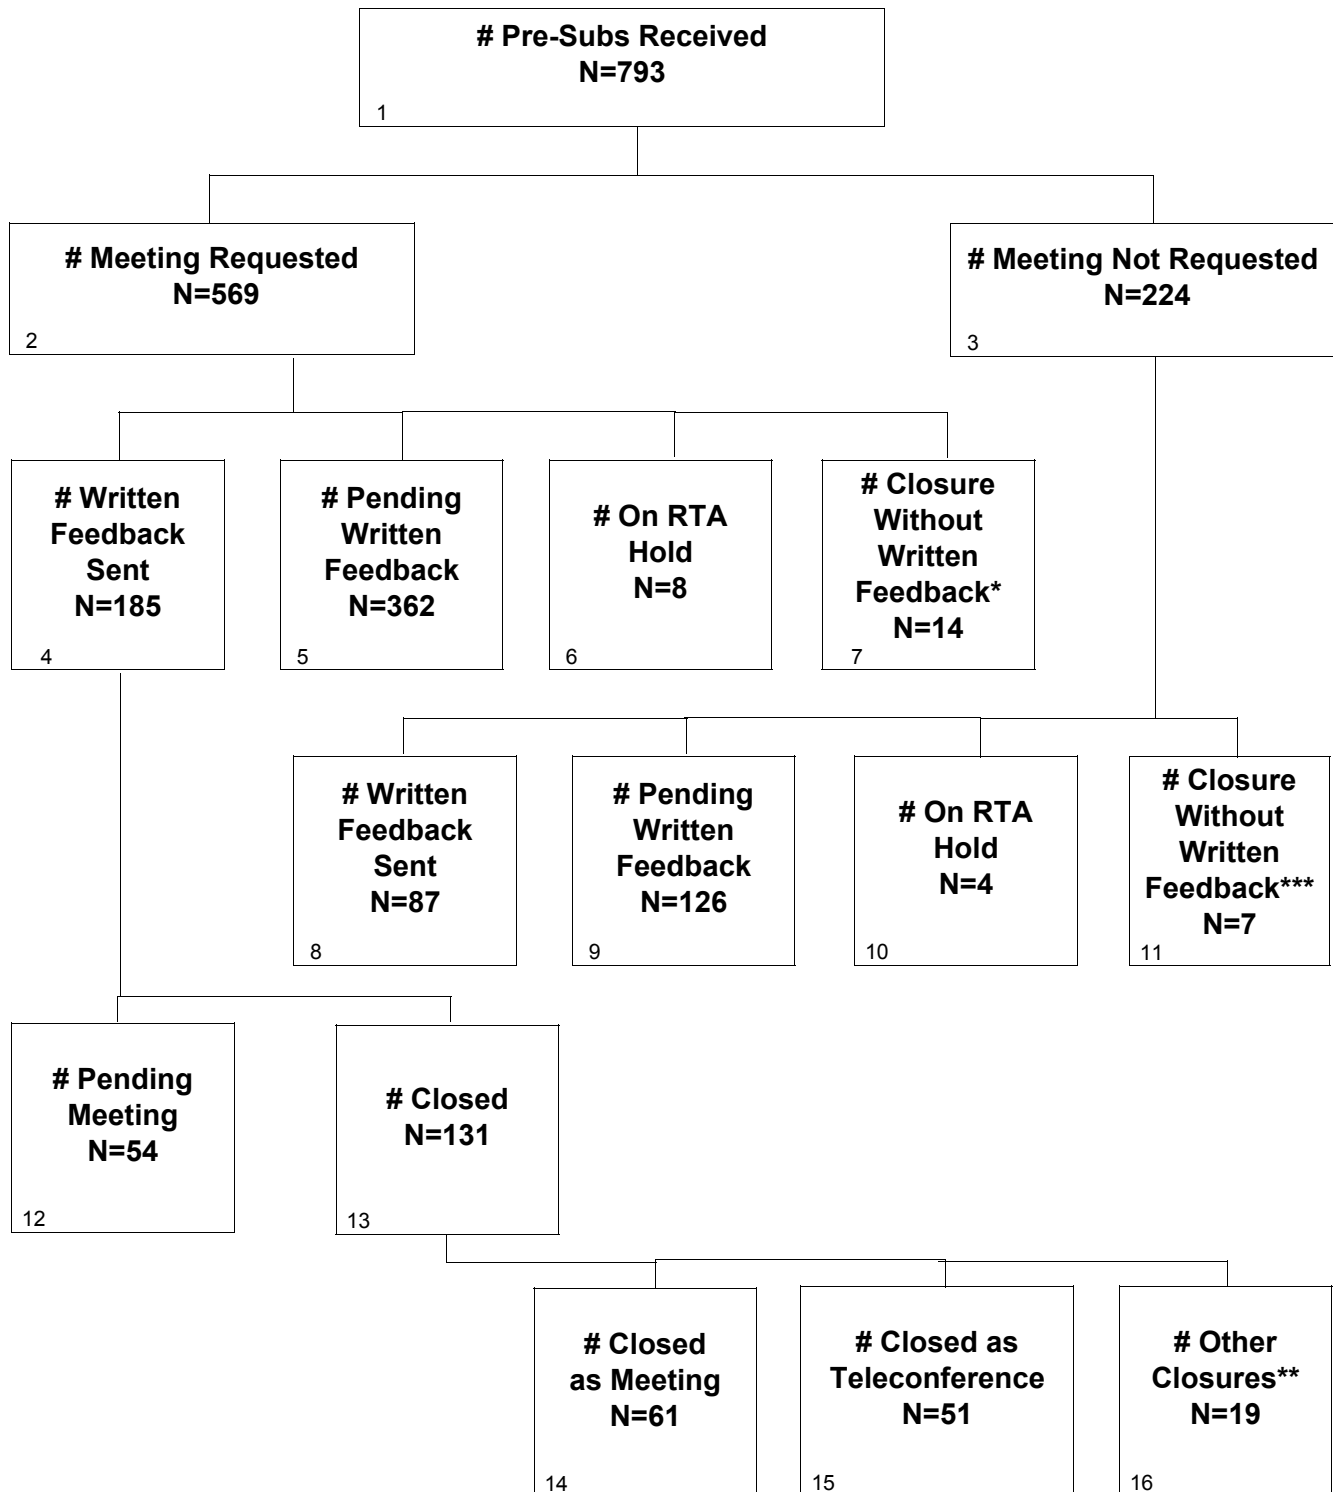 # Pre-Subs Received
N=793
1
# Meeting Requested
N=569
2
# Meeting Not Requested
N=224
3
# Written
Feedback
Sent
N=185
4
# Pending
Written
Feedback
N=362
5
# On RTA
Hold
N=8
6
# Closure
Without
Written
Feedback*
N=14
7
# Written
Feedback
Sent
N=87
8
# Pending
Written
Feedback
N=126
9
# On RTA
Hold
N=4
10
# Closure
Without
Written
Feedback***
N=7
11
# Pending
Meeting
N=54
12
# Closed
N=131
13
# Closed
as Meeting
N=61
14
# Closed as
Teleconference
N=51
15
# Other
Closures**
N=19
16